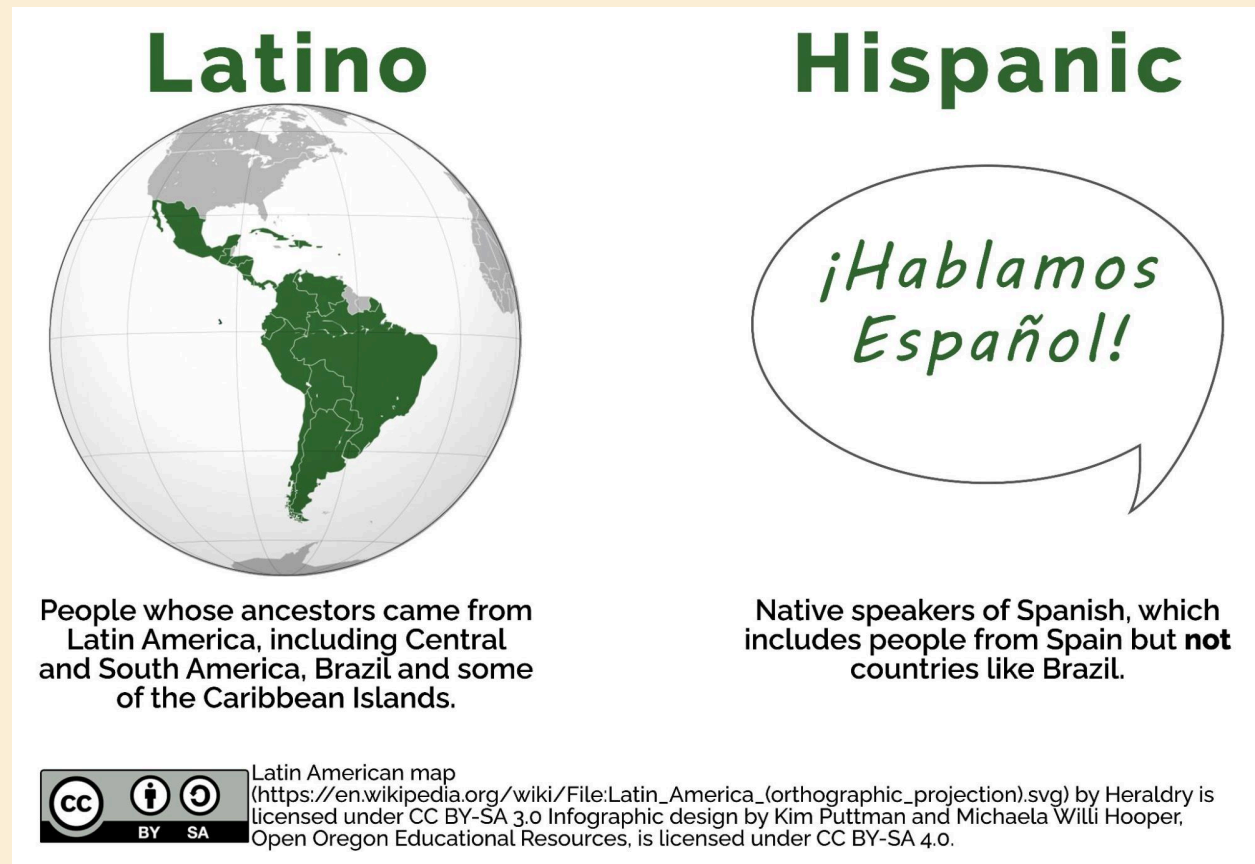 Latino
Hispanic
¡Hablamos
Español!
People whose ancestors came from
Latin America, including Central
and South America, Brazil and some
of the Caribbean Islands.
Native speakers of Spanish, which
includes people from Spain but not
countries like Brazil.
cc
BY SA
Latin American map
(https://en.wikipedia.org/wiki/File:Latin_America_(orthographic_projection).svg) by Heraldry is
licensed under CC BY-SA 3.0 Infographic design by Kim Puttman and Michaela Willi Hooper,
Open Oregon Educational Resources, is licensed under CC BY-SA 4.0.